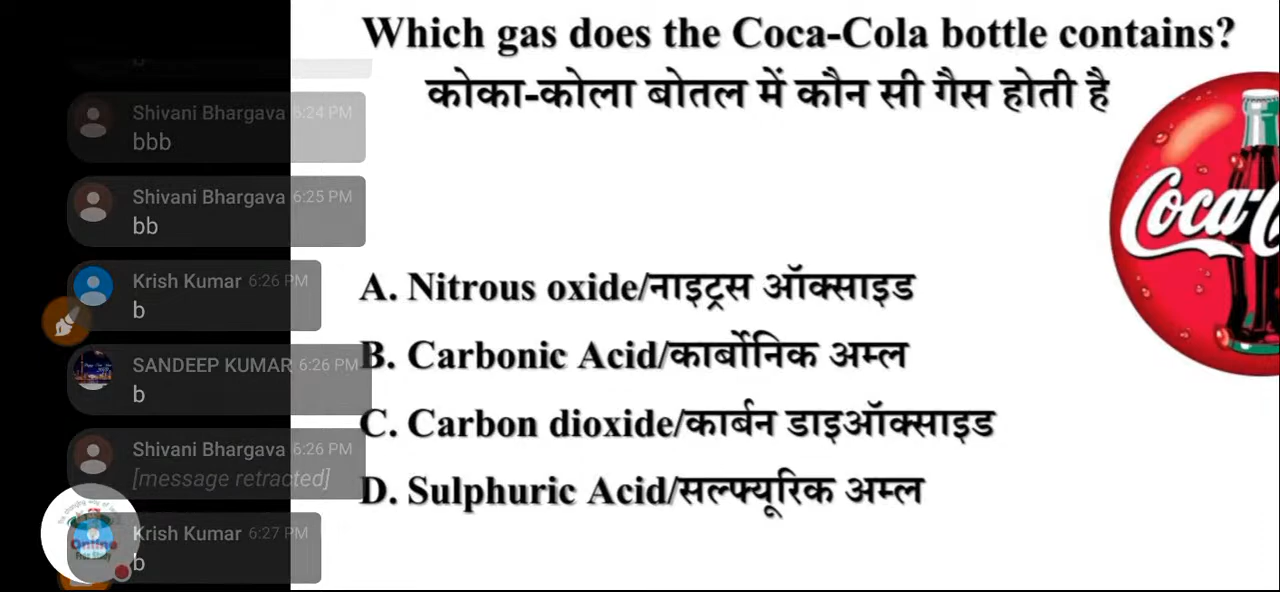 Which gas does the Coca-Cola bottle contains?
कोका-कोला बोतल में कौन सी गैस होती है
Shivani Bhargava 6:24 PM
bbb
Shivani Bhargava 6:25 PM
bb
Krish Kumar 6:26 PM
b
SANDEEP KUMAR 6:26 PM
b
Shivani Bhargava 6:26 PM
[message retracted]
Krish Kumar 6:27 PM
b
Online
Free Study
A. Nitrous oxide/नाइट्रस ऑक्साइड
B. Carbonic Acid/कार्बोनिक अम्ल
C. Carbon dioxide/कार्बन डाइऑक्साइड
D. Sulphuric Acid/सल्फ्यूरिक अम्ल
Coca-C